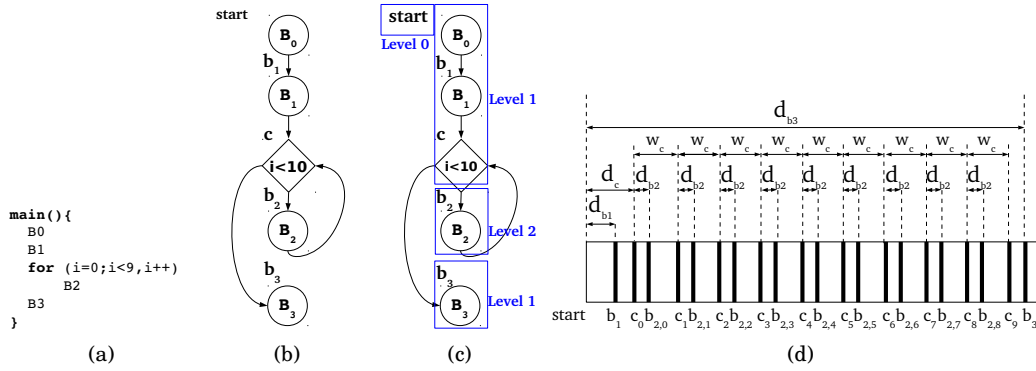 main(){
B0
B1
for (i=0;i<9,i++)
B2
B3
}
(a)
start
B0
b1
B1
c
i<10
b2
B2
b3
B3
(b)
start
Level 0
B0
b1
B1
Level 1
c
i<10
b2
B2
Level 2
b3
B3
Level 1
(c)
db3
wc wc wc wc wc wc wc wc wc
dc db2 db2 db2 db2 db2 db2 db2 db2 db2
db1
start b1 c0 b2,0 c1 b2,1 c2 b2,2 c3 b2,3 c4 b2,4 c5 b2,5 c6 b2,6 c7 b2,7 c8 b2,8 c9 b3
(d)